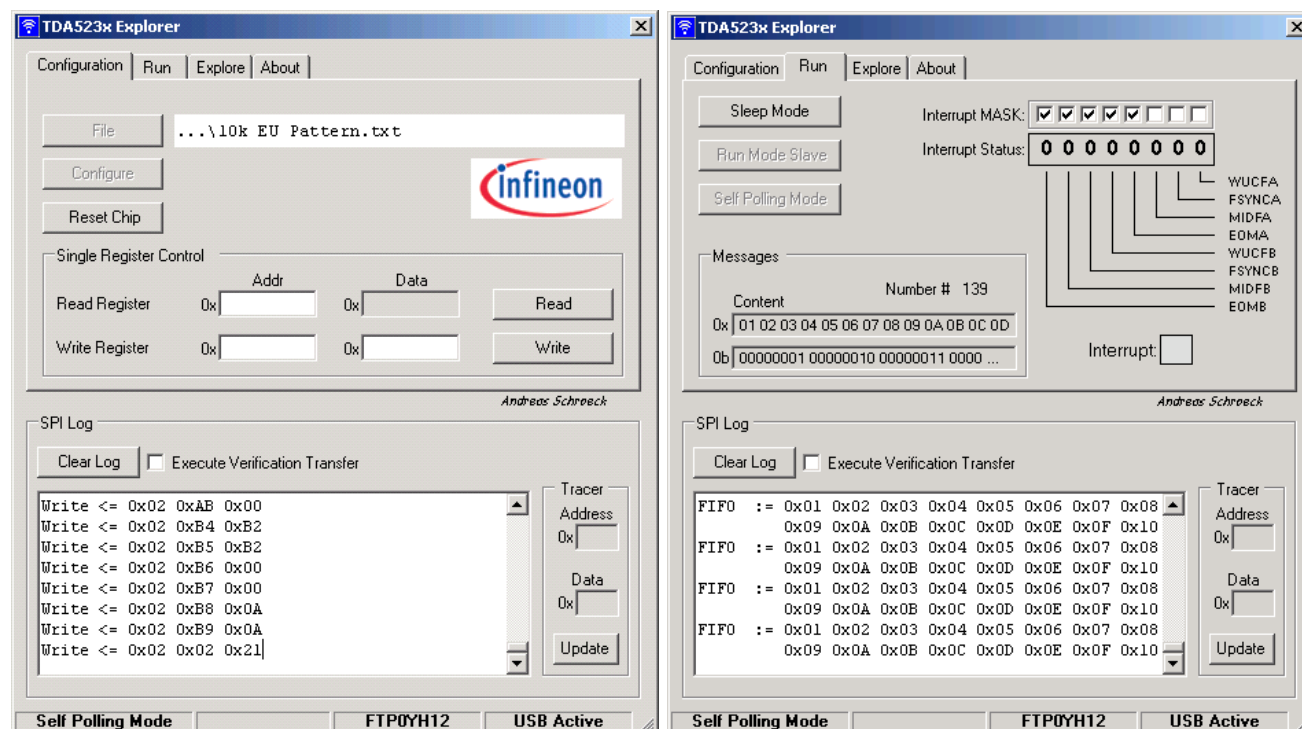 TDA523x Explorer
Configuration Run Explore About
File ...\10k EU Pattern.txt
Configure
infineon
Reset Chip
Single Register Control
Addr Data
Read Register 0x 0x Read
Write Register 0x 0x Write
Andreas Schroeck
SPI Log
Clear Log Execute Verification Transfer
Write <= 0x02 0xAB 0x00
Write <= 0x02 0xB4 0xB2
Write <= 0x02 0xB5 0xB2
Write <= 0x02 0xB6 0x00
Write <= 0x02 0xB7 0x00
Write <= 0x02 0xB8 0x0A
Write <= 0x02 0xB9 0x0A
Write <= 0x02 0x02 0x21
Tracer
Address
0x
Data
0x
Update
Self Polling Mode FTP0YH12 USB Active
TDA523x Explorer
Configuration Run Explore About
Sleep Mode Interrupt MASK:
Run Mode Slave Interrupt Status: 0 0 0 0 0 0 0 0
Self Polling Mode
WUCFA
FSYNCA
MIDFA
EOMA
WUCFB
FSYNCB
MIDFB
EOMB
Messages
Number # 139
Content
0x 01 02 03 04 05 06 07 08 09 0A 0B 0C 0D
0b 00000001 00000010 00000011 0000 ...
Interrupt:
Andreas Schroeck
SPI Log
Clear Log Execute Verification Transfer
FIFO := 0x01 0x02 0x03 0x04 0x05 0x06 0x07 0x08
0x09 0x0A 0x0B 0x0C 0x0D 0x0E 0x0F 0x10
FIFO := 0x01 0x02 0x03 0x04 0x05 0x06 0x07 0x08
0x09 0x0A 0x0B 0x0C 0x0D 0x0E 0x0F 0x10
FIFO := 0x01 0x02 0x03 0x04 0x05 0x06 0x07 0x08
0x09 0x0A 0x0B 0x0C 0x0D 0x0E 0x0F 0x10
FIFO := 0x01 0x02 0x03 0x04 0x05 0x06 0x07 0x08
0x09 0x0A 0x0B 0x0C 0x0D 0x0E 0x0F 0x10
Tracer
Address
0x
Data
0x
Update
Self Polling Mode FTP0YH12 USB Active